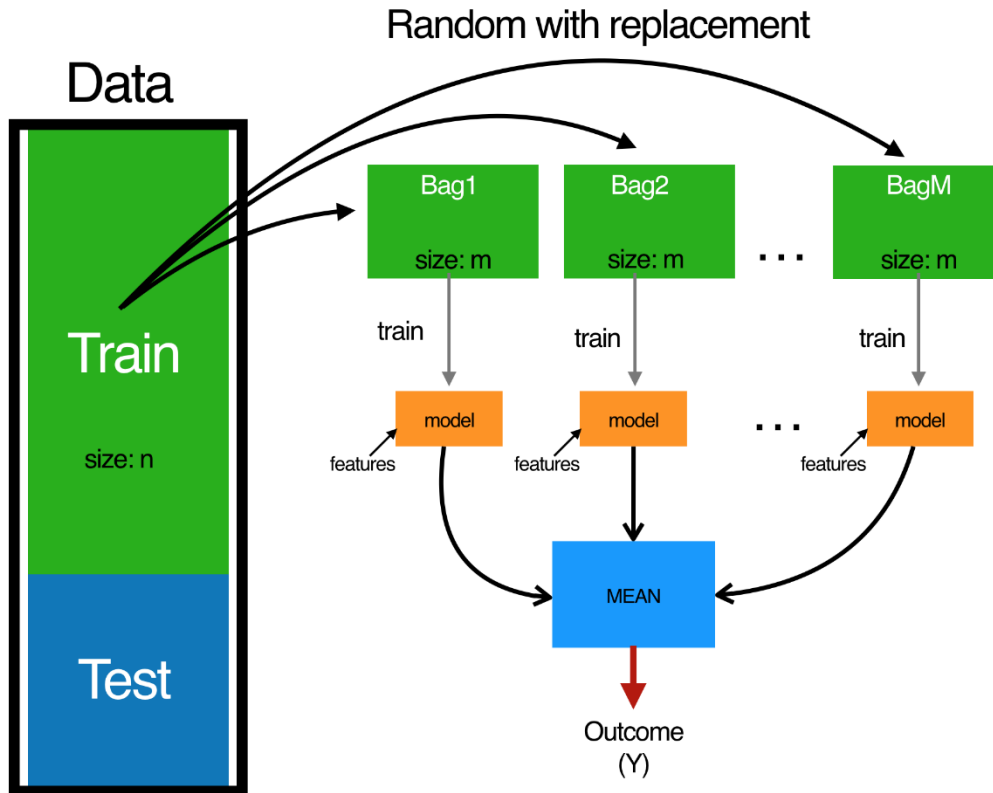 Random with replacement
Data
Train
size: n
Test
Bag1
size: m
Bag2
size: m
...
BagM
size: m
train
train
train
model
model
...
model
features
features
features
MEAN
Outcome
(Y)